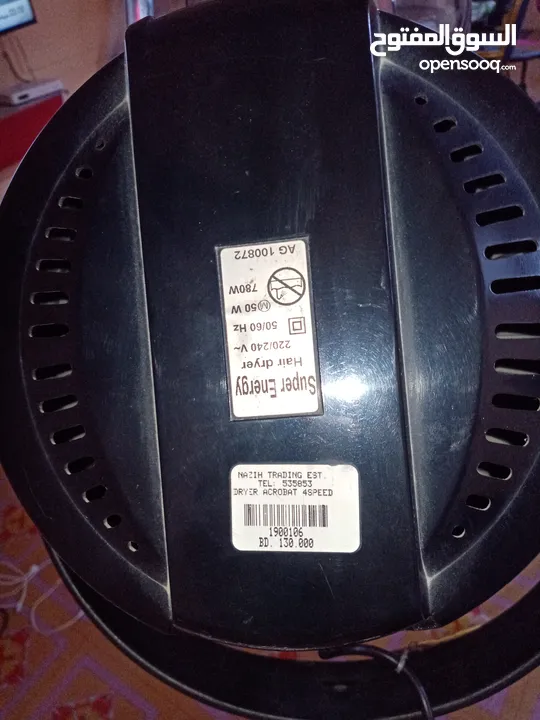 السوق المفتوح
opensooq.com
Super Energy
Hair dryer
220/240 V~
50/60 Hz
M 50 W
780W
AG 100872
NAZIH TRADING EST.
TEL: 535853
DRYER ACROBAT 4SPEED
1900106
BD. 130.000